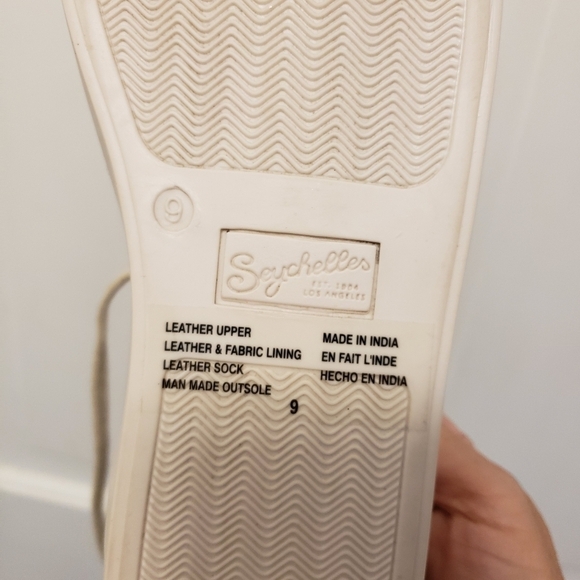 9
Seychelles
EST. 1984
LOS ANGELES
LEATHER UPPER
LEATHER & FABRIC LINING
LEATHER SOCK
MAN MADE OUTSOLE
MADE IN INDIA
EN FAIT L'INDE
HECHO EN INDIA
9